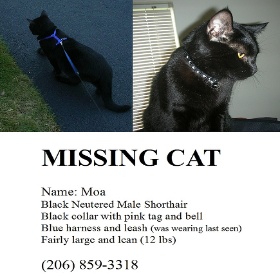 MISSING CAT
Name: Moa
Black Neutered Male Shorthair
Black collar with pink tag and bell
Blue harness and leash (was wearing last seen)
Fairly large and lean (12 lbs)
(206) 859-3318